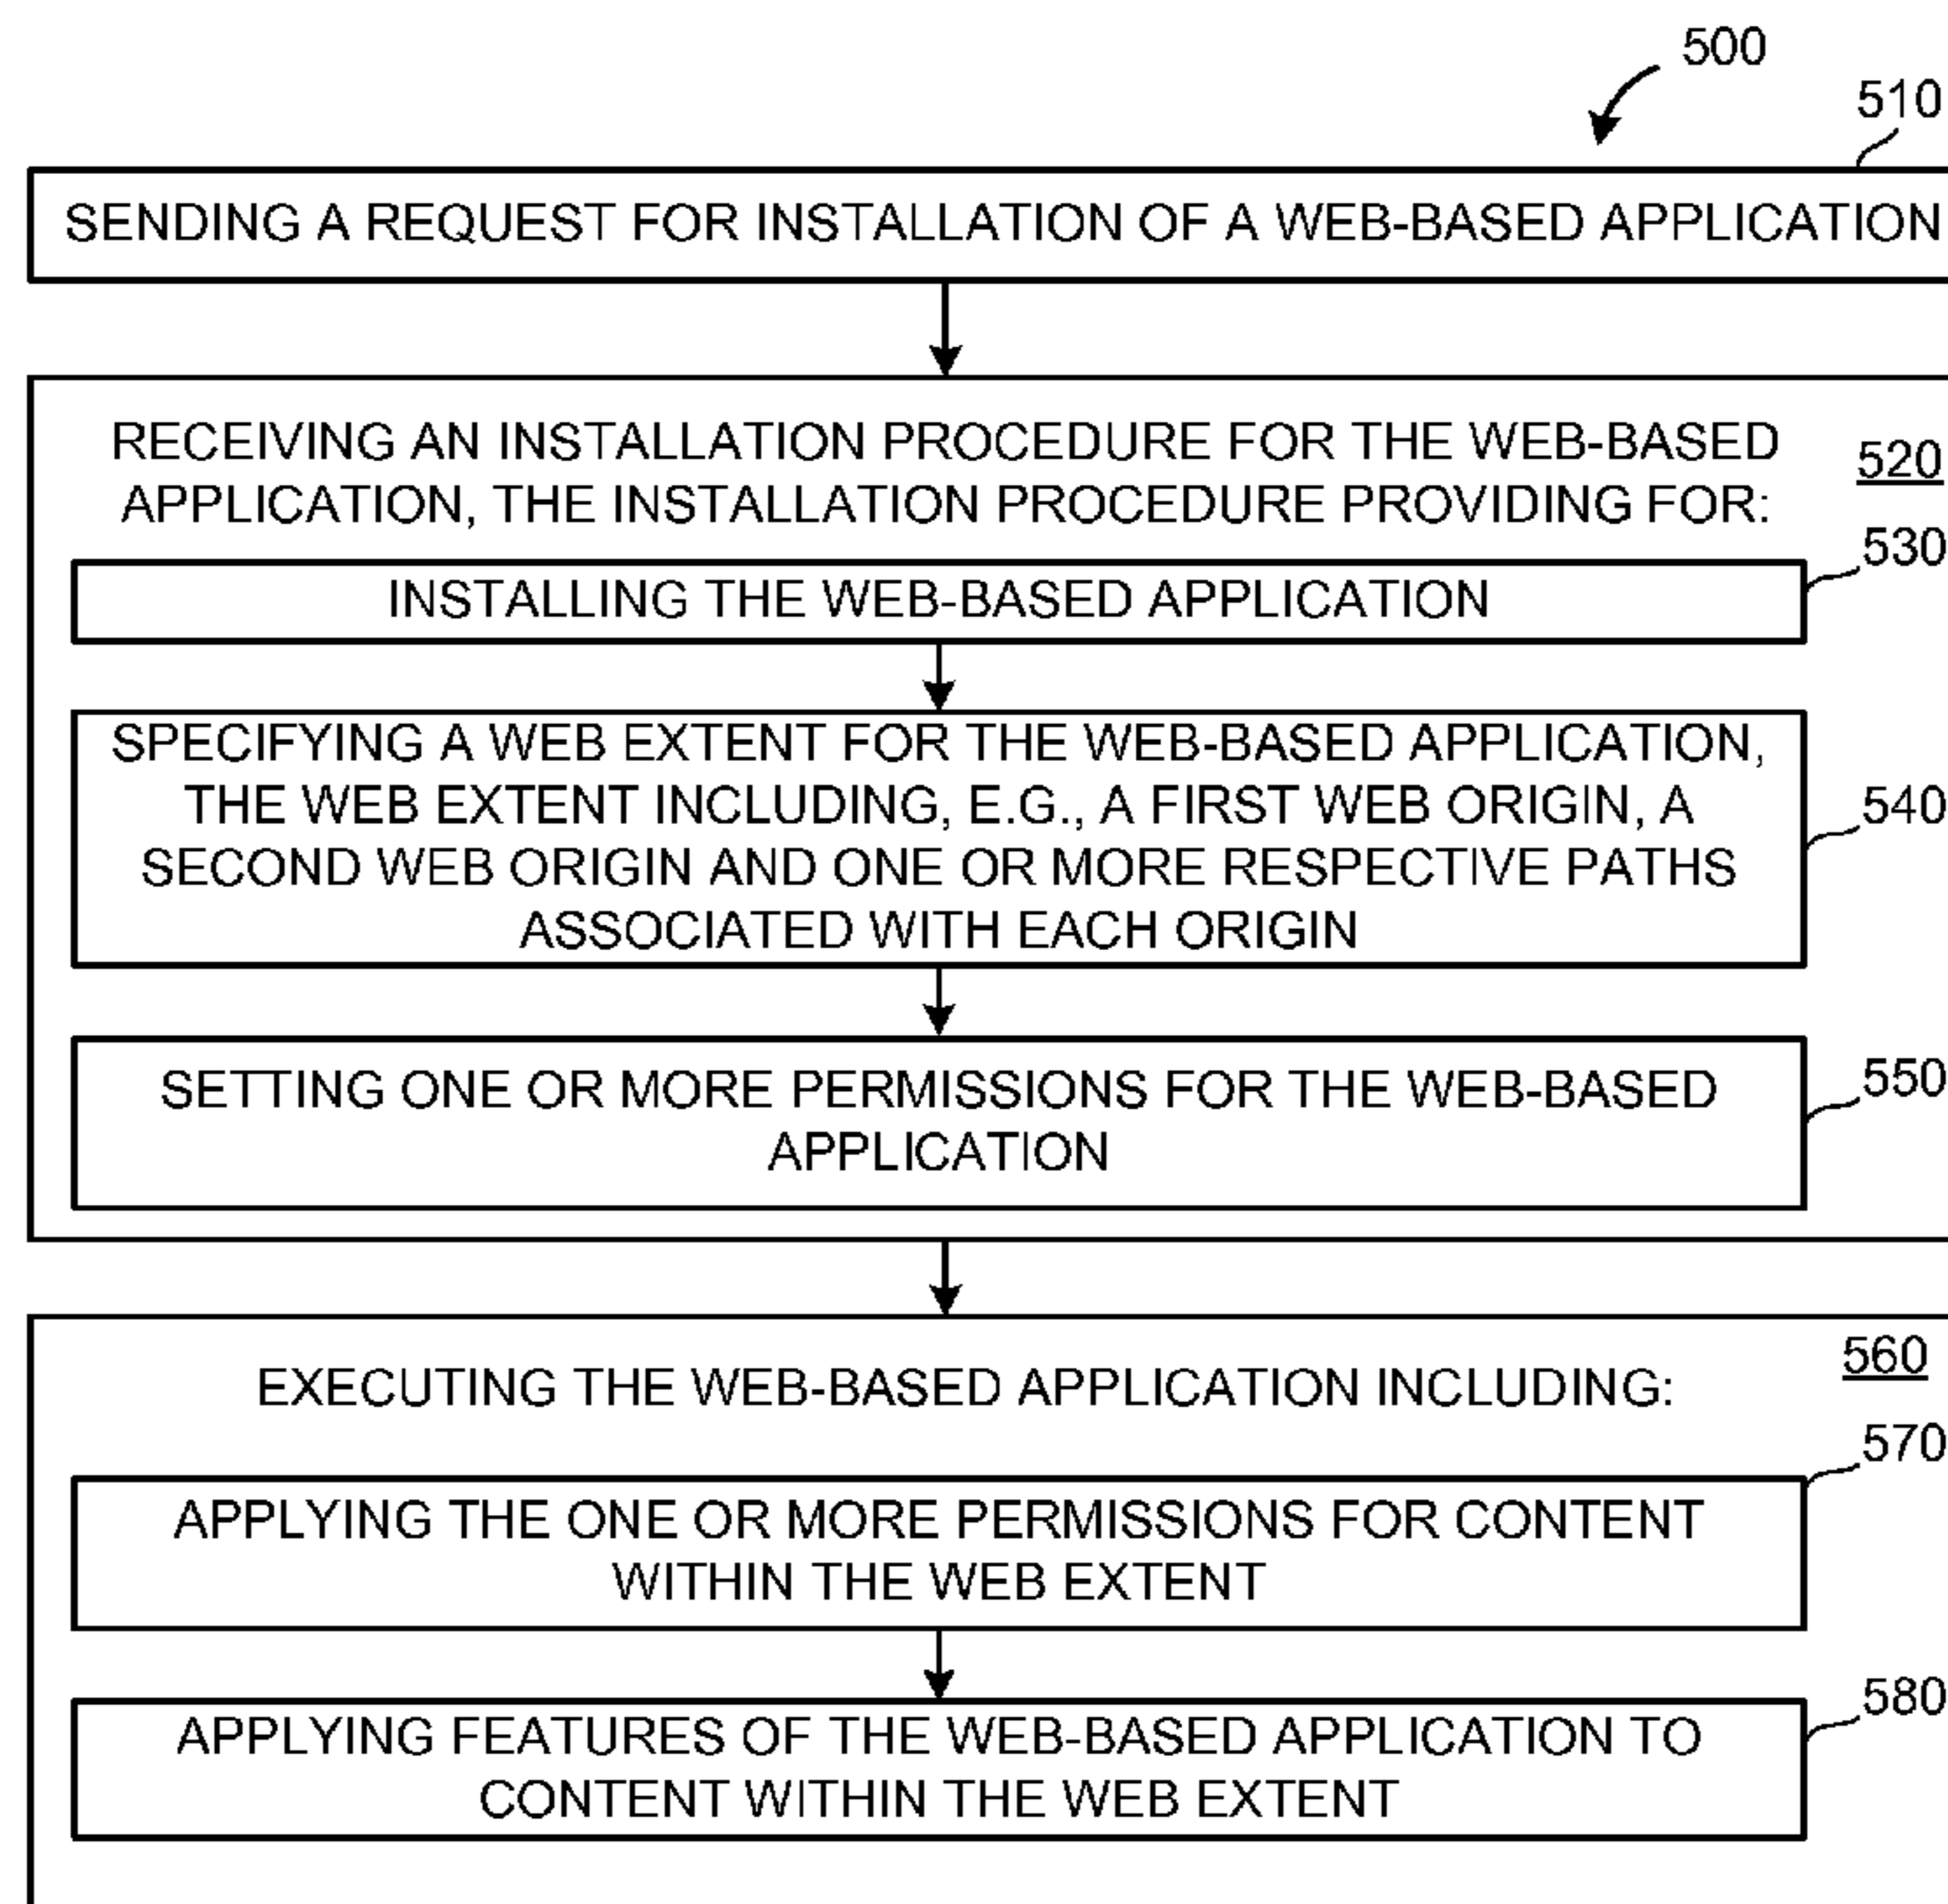 500
510
SENDING A REQUEST FOR INSTALLATION OF A WEB-BASED APPLICATION
RECEIVING AN INSTALLATION PROCEDURE FOR THE WEB-BASED
APPLICATION, THE INSTALLATION PROCEDURE PROVIDING FOR:
520
530
INSTALLING THE WEB-BASED APPLICATION
SPECIFYING A WEB EXTENT FOR THE WEB-BASED APPLICATION,
THE WEB EXTENT INCLUDING, E.G., A FIRST WEB ORIGIN, A
SECOND WEB ORIGIN AND ONE OR MORE RESPECTIVE PATHS
ASSOCIATED WITH EACH ORIGIN
540
SETTING ONE OR MORE PERMISSIONS FOR THE WEB-BASED
APPLICATION
550
EXECUTING THE WEB-BASED APPLICATION INCLUDING:
560
570
APPLYING THE ONE OR MORE PERMISSIONS FOR CONTENT
WITHIN THE WEB EXTENT
580
APPLYING FEATURES OF THE WEB-BASED APPLICATION TO
CONTENT WITHIN THE WEB EXTENT